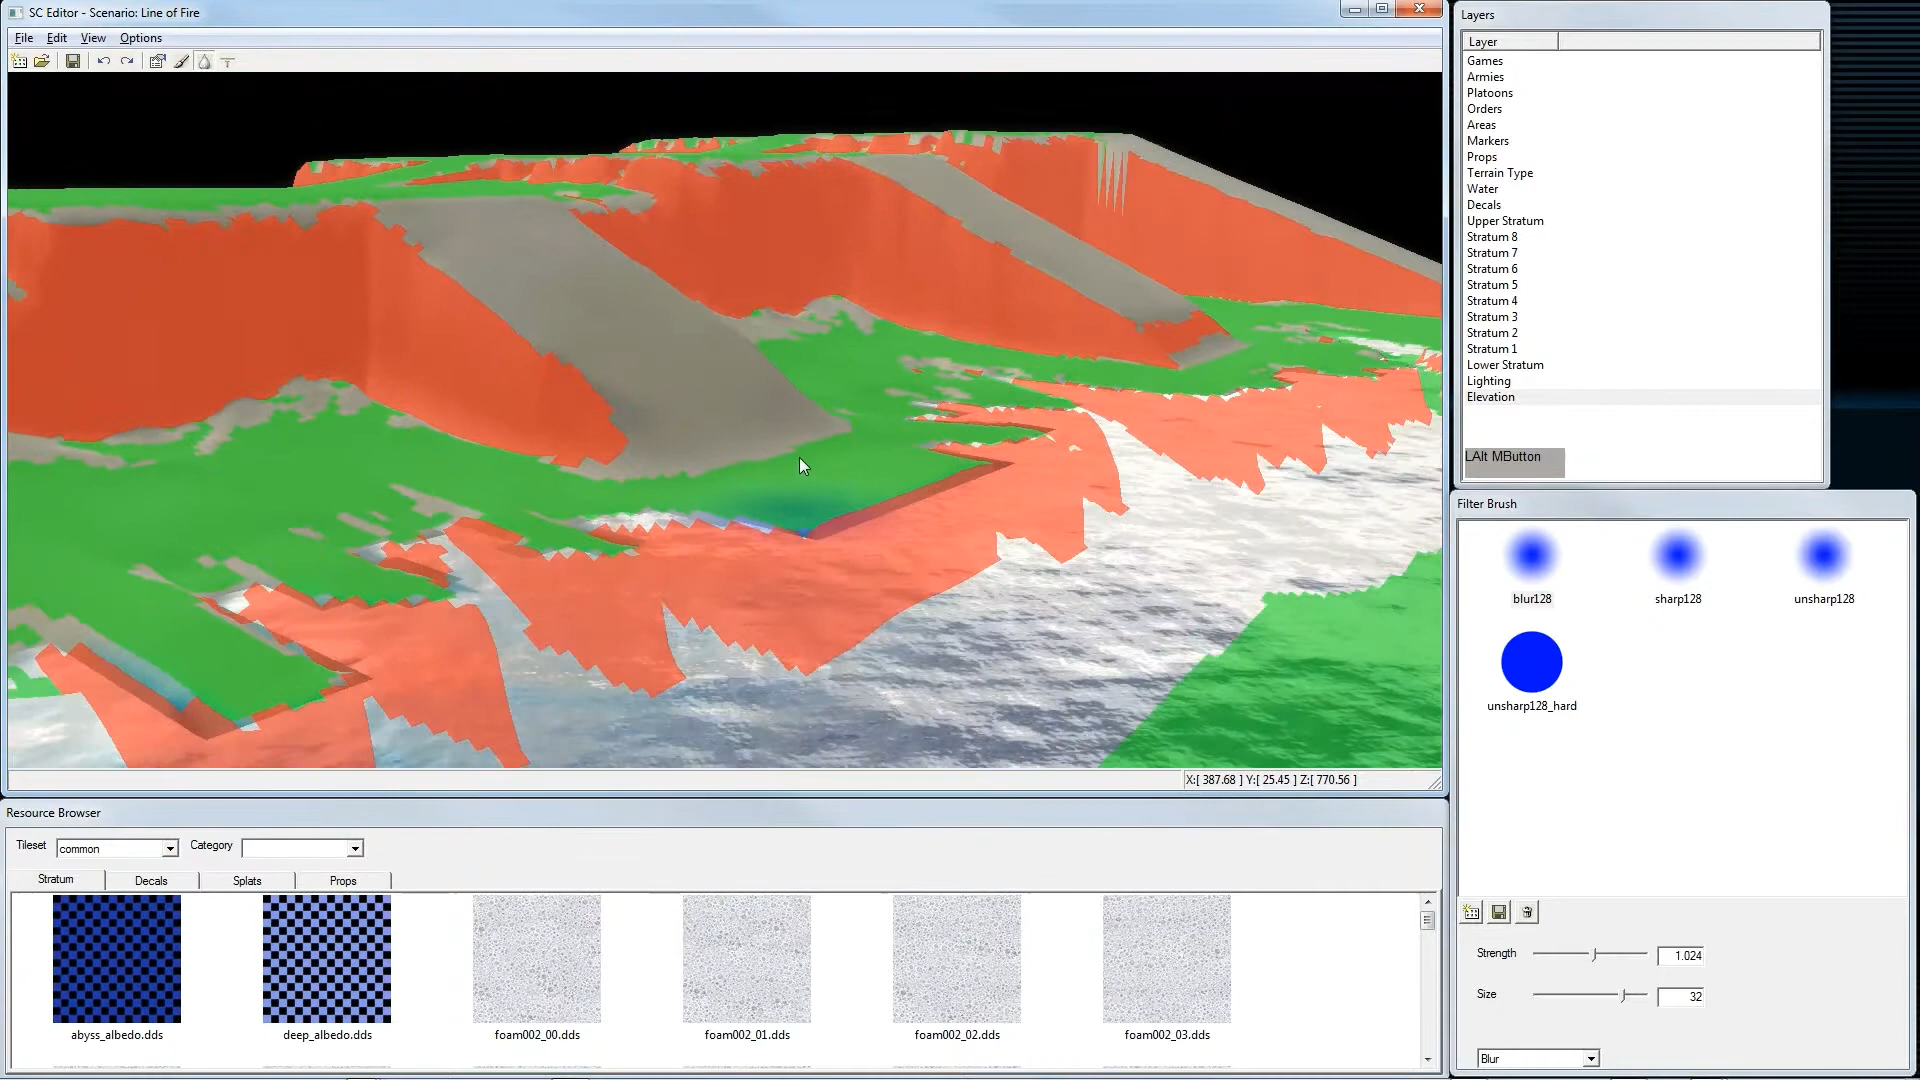 SC Editor - Scenario: Line of Fire
File Edit View Options
X:[ 387.68 ] Y:[ 25.45 ] Z:[ 770.56 ]
Resource Browser
Tileset common Category
Stratum Decals Splats Props
abyss_albedo.dds deep_albedo.dds foam002_00.dds foam002_01.dds foam002_02.dds foam002_03.dds
Layers
Layer
Games
Armies
Platoons
Orders
Areas
Markers
Props
Terrain Type
Water
Decals
Upper Stratum
Stratum 8
Stratum 7
Stratum 6
Stratum 5
Stratum 4
Stratum 3
Stratum 2
Stratum 1
Lower Stratum
Lighting
Elevation
LAlt MButton
Filter Brush
blur128 sharp128 unsharp128
unsharp128_hard
Strength 1.024
Size 32
Blur